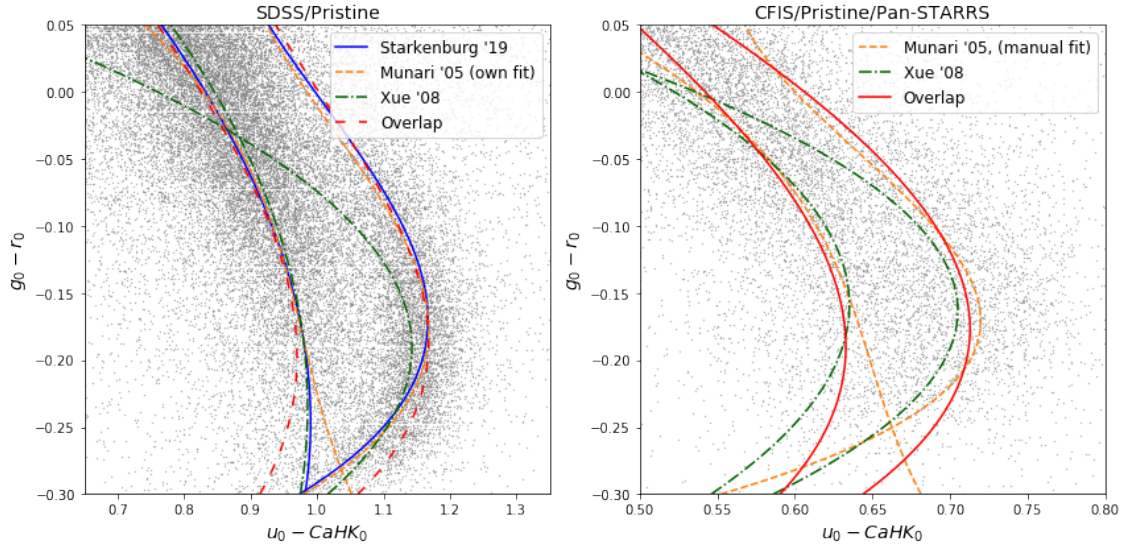 SDSS/Pristine
0.05
0.00
−0.05
−0.10
−0.15
−0.20
−0.25
−0.30
g₀ − r₀
Starkenburg '19
Munari '05 (own fit)
Xue '08
Overlap
0.7 0.8 0.9 1.0 1.1 1.2 1.3
u₀ − CaHK₀
CFIS/Pristine/Pan-STARRS
0.05
0.00
−0.05
−0.10
−0.15
−0.20
−0.25
−0.30
g₀ − r₀
Munari '05, (manual fit)
Xue '08
Overlap
0.50 0.55 0.60 0.65 0.70 0.75 0.80
u₀ − CaHK₀